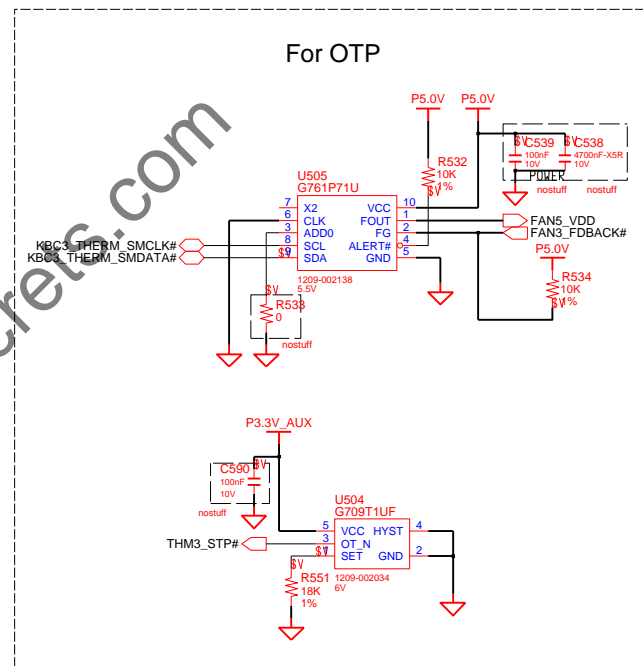 For OTP
P5.0V P5.0V
$V C539
100nF
10V
$V C538
4700nF-X5R
10V
POWER
nostuff nostuff
R532
10K
$V 1%
U505
G761P71U
7 X2 VCC 10
6 CLK FOUT 1
3 ADD0 FG 2
8 SCL ALERT# 4
9 SDA GND 5
$V
KBC3_THERM_SMCLK#
KBC3_THERM_SMDATA#
FAN5_VDD
FAN3_FDBACK#
1209-002138
5.5V
P5.0V
R534
10K
$V 1%
$V
R533
0
nostuff
crets.com
P3.3V_AUX
$V
C590
100nF
10V
nostuff
U504
G709T1UF
5 VCC HYST 4
3 OT_N
1 SET GND 2
THM3_STP#
$V
$V
R551
18K
1%
1209-002034
6V